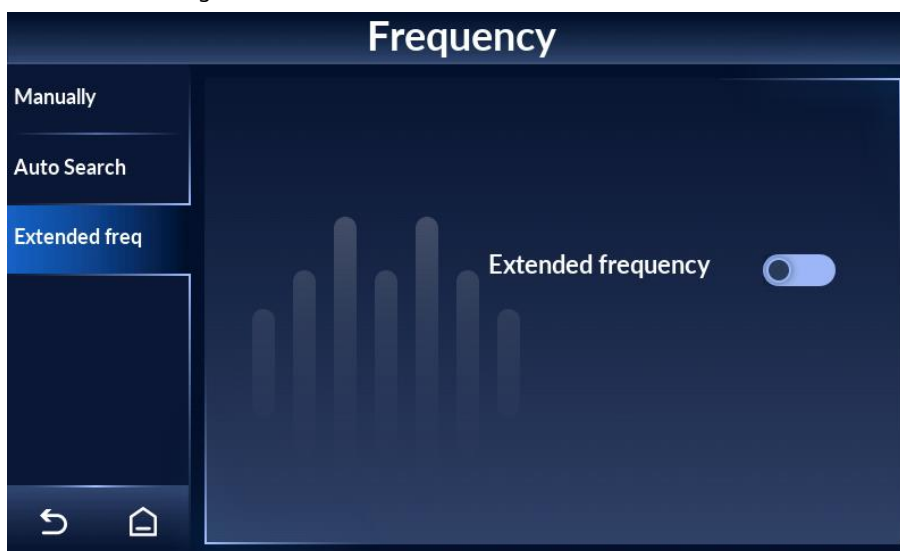 Frequency
Manually
Auto Search
Extended freq
Extended frequency